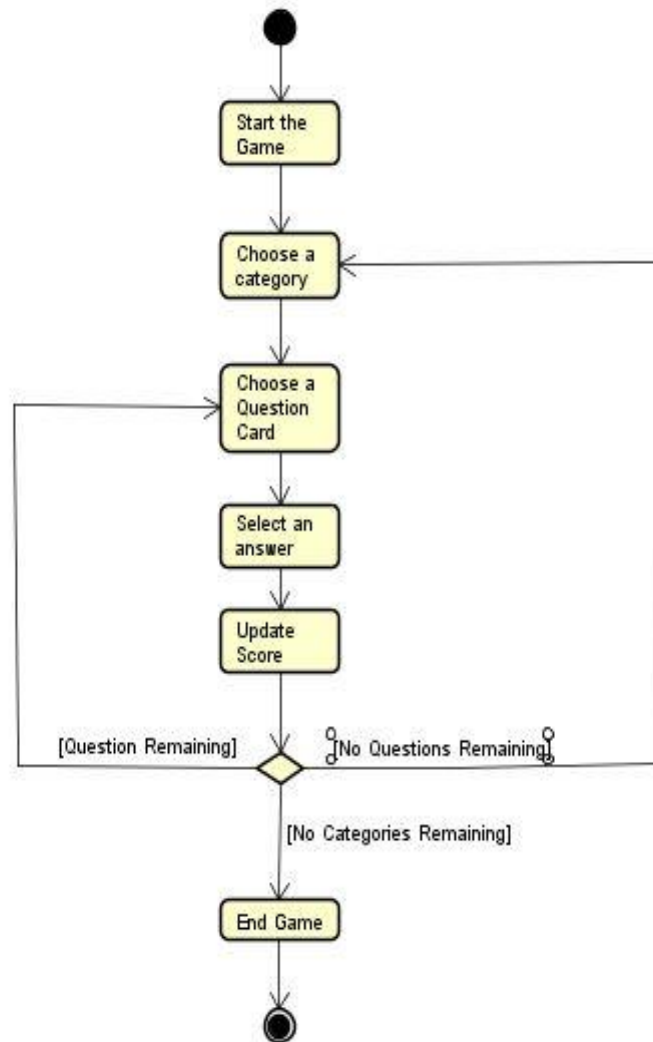 Start the
Game
Choose a
category
Choose a
Question
Card
Select an
answer
Update
Score
[Question Remaining]
[No Questions Remaining]
[No Categories Remaining]
End Game